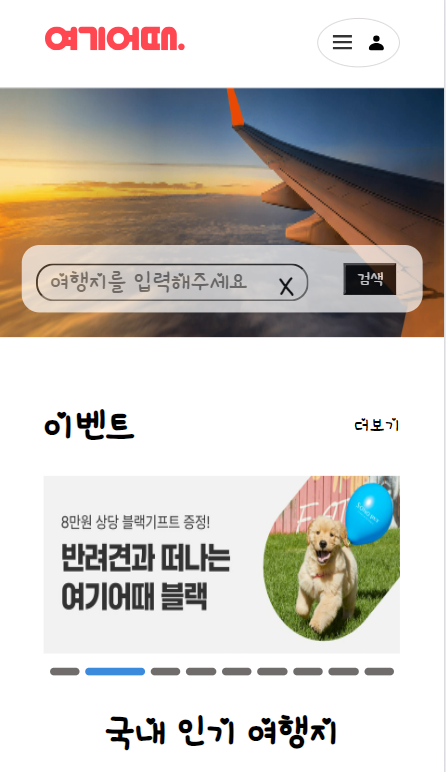 여기어때.
여행지를 입력해주세요 X
검색
이벤트
더보기
8만원 상당 블랙기프트 증정!
반려견과 떠나는
여기어때 블랙
국내 인기 여행지